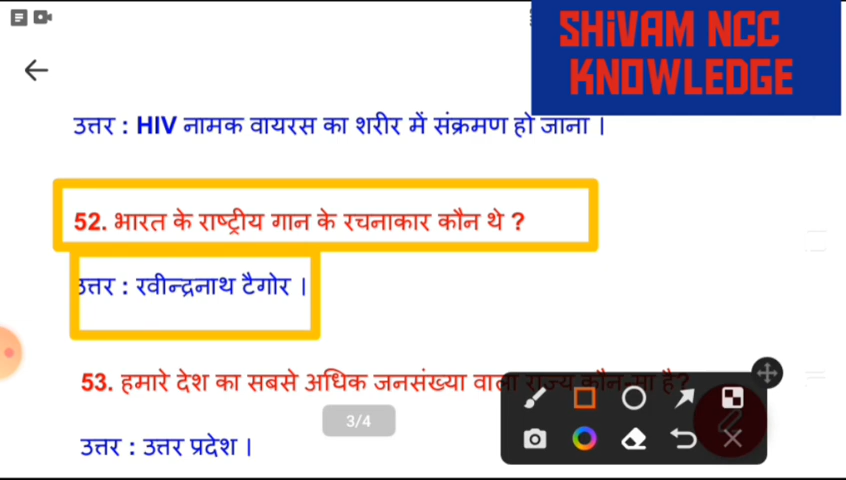 SHiVAM NCC
KNOWLEDGE
उत्तर : HIV नामक वायरस का शरीर में संक्रमण हो जाना ।
52. भारत के राष्ट्रीय गान के रचनाकार कौन थे ?
उत्तर : रवीन्द्रनाथ टैगोर ।
53. हमारे देश का सबसे अधिक जनसंख्या वाला राज्य कौन-सा है?
3/4
उत्तर : उत्तर प्रदेश ।